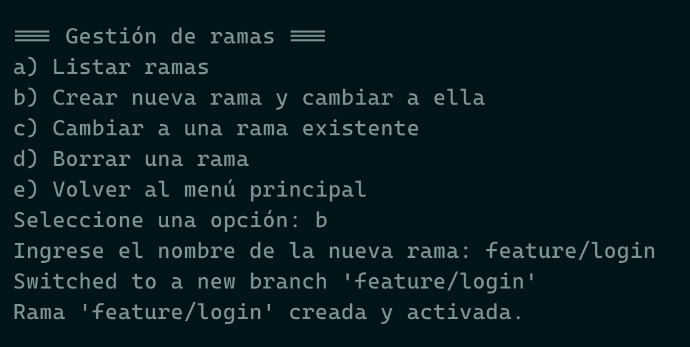 === Gestión de ramas ===
a) Listar ramas
b) Crear nueva rama y cambiar a ella
c) Cambiar a una rama existente
d) Borrar una rama
e) Volver al menú principal
Seleccione una opción: b
Ingrese el nombre de la nueva rama: feature/login
Switched to a new branch 'feature/login'
Rama 'feature/login' creada y activada.